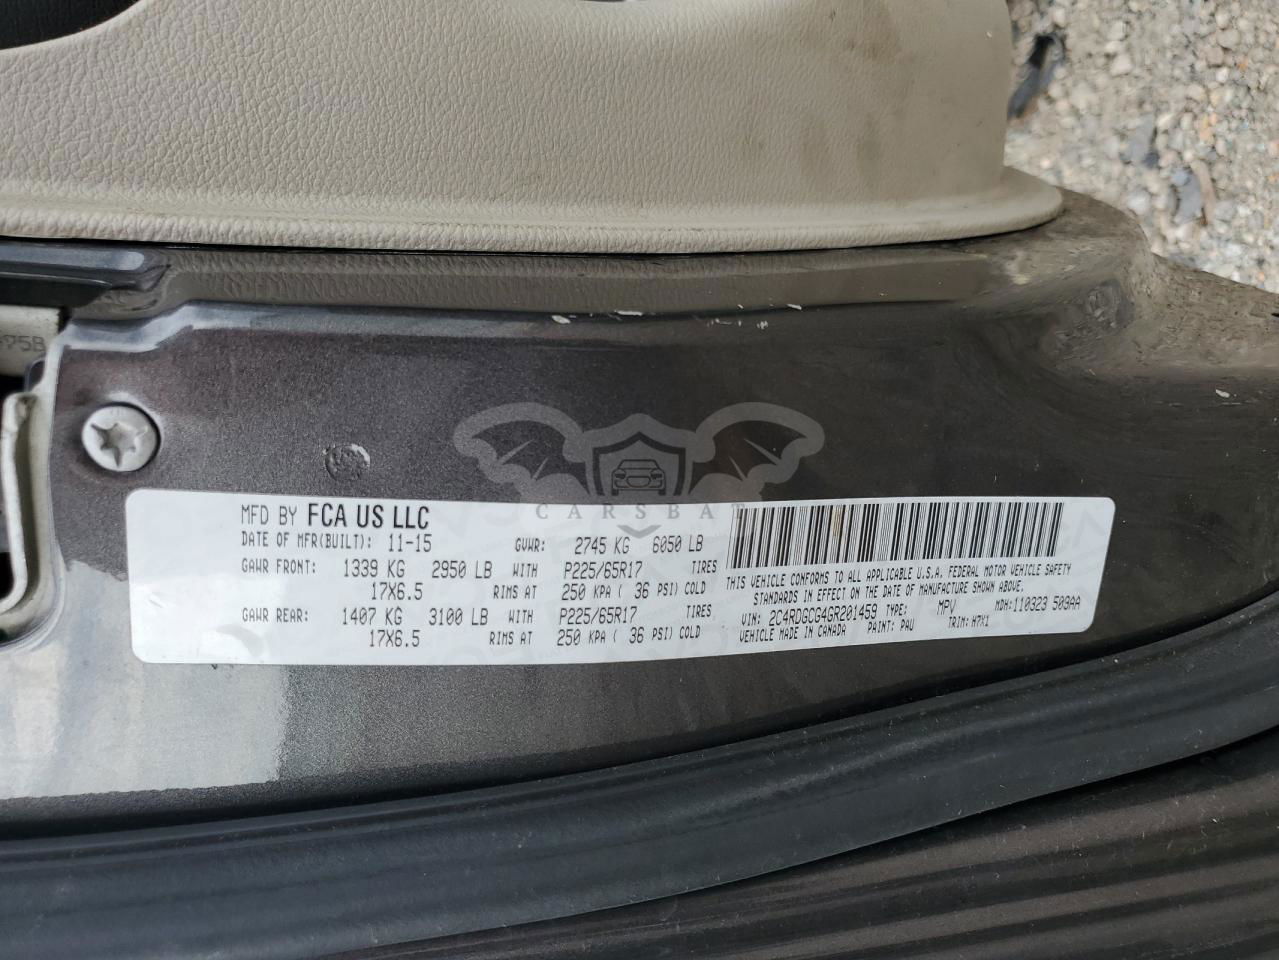 75B
CARSBAT
MFD BY FCA US LLC
DATE OF MFR(BUILT): 11-15 GVWR: 2745 KG 6050 LB
GAWR FRONT: 1339 KG 2950 LB WITH P225/65R17 TIRES
17X6.5 RIMS AT 250 KPA ( 36 PSI) COLD
GAWR REAR: 1407 KG 3100 LB WITH P225/65R17 TIRES
17X6.5 RIMS AT 250 KPA ( 36 PSI) COLD
THIS VEHICLE CONFORMS TO ALL APPLICABLE U.S.A. FEDERAL MOTOR VEHICLE SAFETY
STANDARDS IN EFFECT ON THE DATE OF MANUFACTURE SHOWN ABOVE.
VIN: 2C4RDGCG4GR201459 TYPE: MPV MDH: 110323 509AA
VEHICLE MADE IN CANADA PAINT: PAU TRIM: H7X1